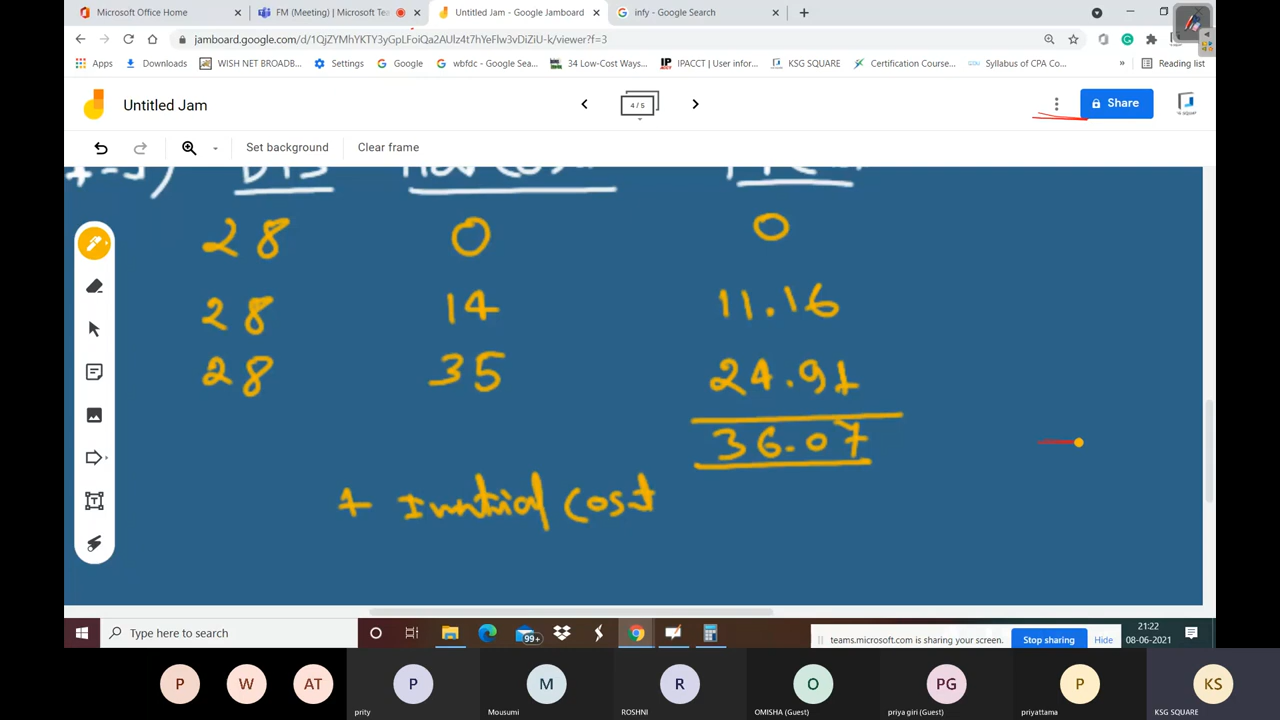 Microsoft Office Home
FM (Meeting) | Microsoft Tea
Untitled Jam - Google Jamboard
infy - Google Search
jamboard.google.com/d/1QjZYMhYKTY3yGpLFoiQa2AUlz4t7hYeFlw3vDiZiU-k/viewer?f=3
Apps Downloads WISH NET BROADB... Settings Google wbfdc - Google Sea... 34 Low-Cost Ways... IPACCT | User infor... KSG SQUARE Certification Course... Syllabus of CPA Co... » Reading list
Untitled Jam
4 / 5
Share
Set background Clear frame
28 0 0
28 14 11.16
28 35 24.91
36.07
+ Initial Cost
Type here to search
99+
teams.microsoft.com is sharing your screen. Stop sharing Hide
21:22
08-06-2021
P W AT P M R O PG P KS
prity Mousumi ROSHNI OMISHA (Guest) priya giri (Guest) priyattama KSG SQUARE